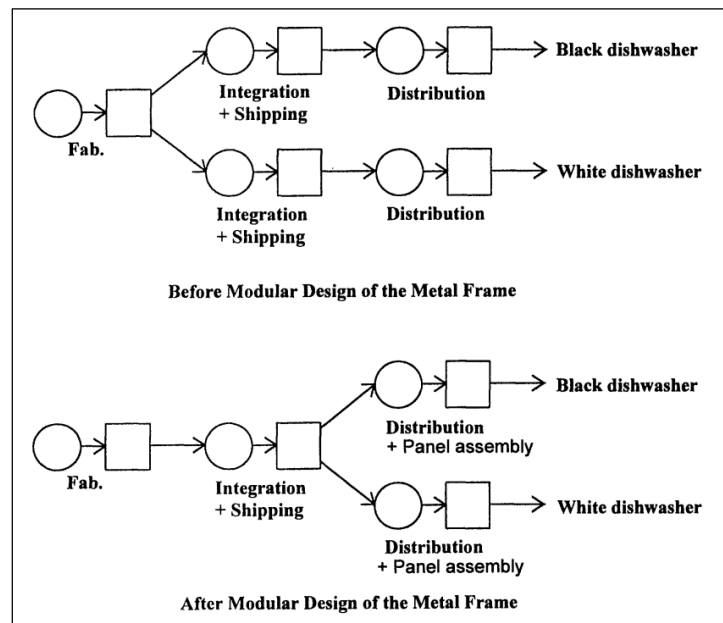 Black dishwasher
Integration
+ Shipping
Distribution
Fab.
White dishwasher
Integration
+ Shipping
Distribution
Before Modular Design of the Metal Frame
Black dishwasher
Distribution
+ Panel assembly
Fab.
Integration
+ Shipping
White dishwasher
Distribution
+ Panel assembly
After Modular Design of the Metal Frame